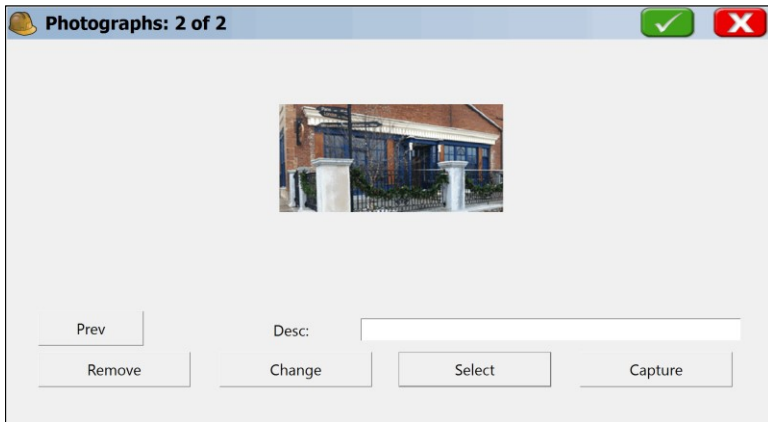 Photographs: 2 of 2
Prev
Desc:
Remove
Change
Select
Capture